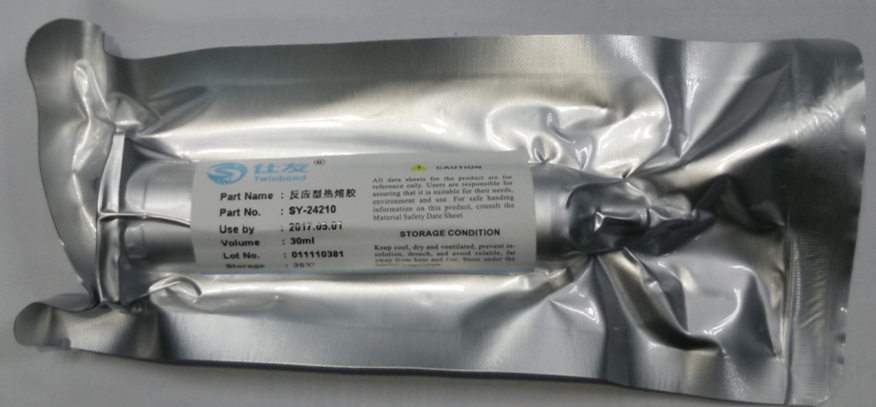 仕友®
Twinbond
Part Name : 反应型热熔胶
Part No. : SY-24210
Use by : 2017.09.01
Volume : 30ml
Lot No. : 011110381
Storage : 25℃
CAUTION
All data sheets for the product are for
reference only. Users are responsible for
assuring that it is suitable for their needs,
environment and use. For safe handing
information on this product, consult the
Material Safety Date Sheet.
STORAGE CONDITION
Keep cool, dry and ventilated, prevent in-
solation, drench, and avoid volatile, far
away from heat and fire. Store under the